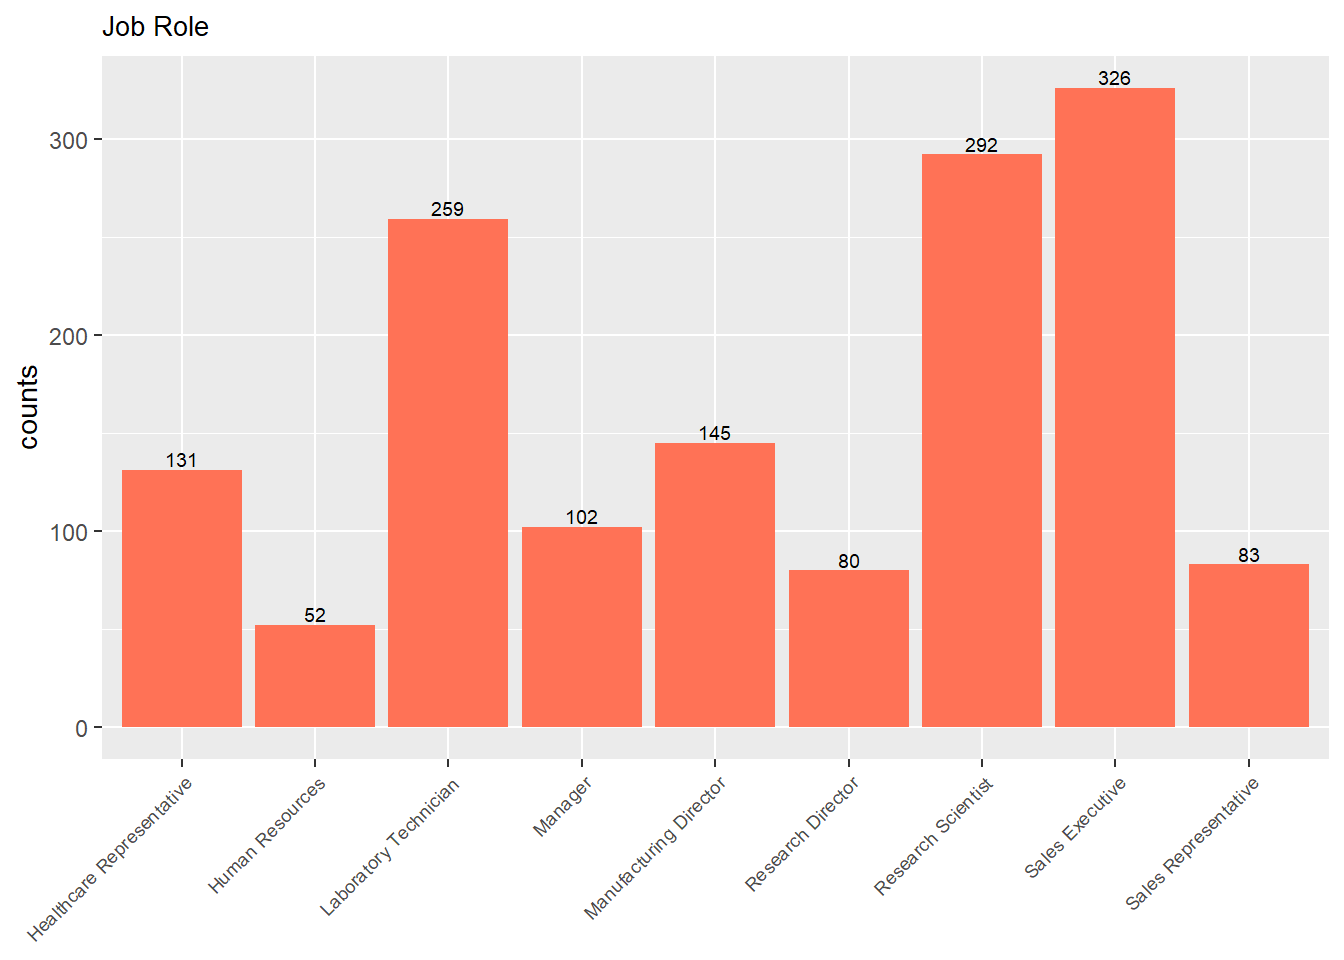 Job Role
counts
300
200
100
0
131
52
259
102
145
80
292
326
83
Healthcare Representative
Human Resources
Laboratory Technician
Manager
Manufacturing Director
Research Director
Research Scientist
Sales Executive
Sales Representative